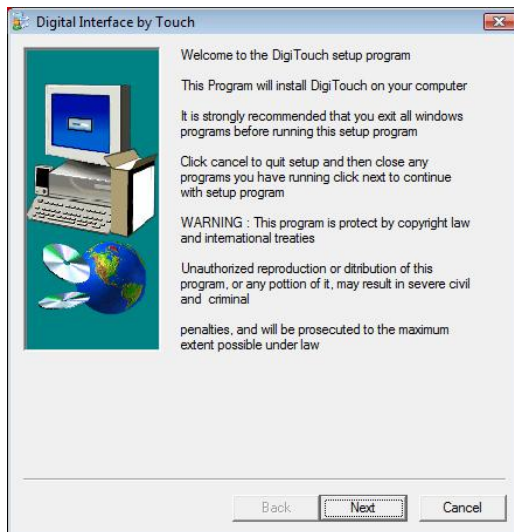 Digital Interface by Touch
Welcome to the DigiTouch setup program
This Program will install DigiTouch on your computer
It is strongly recommended that you exit all windows
programs before running this setup program
Click cancel to quit setup and then close any
programs you have running click next to continue
with setup program
WARNING : This program is protect by copyright law
and international treaties
Unauthorized reproduction or ditribution of this
program, or any pottion of it, may result in severe civil
and  criminal
penalties, and will be prosecuted to the maximum
extent possible under law
Back
Next
Cancel